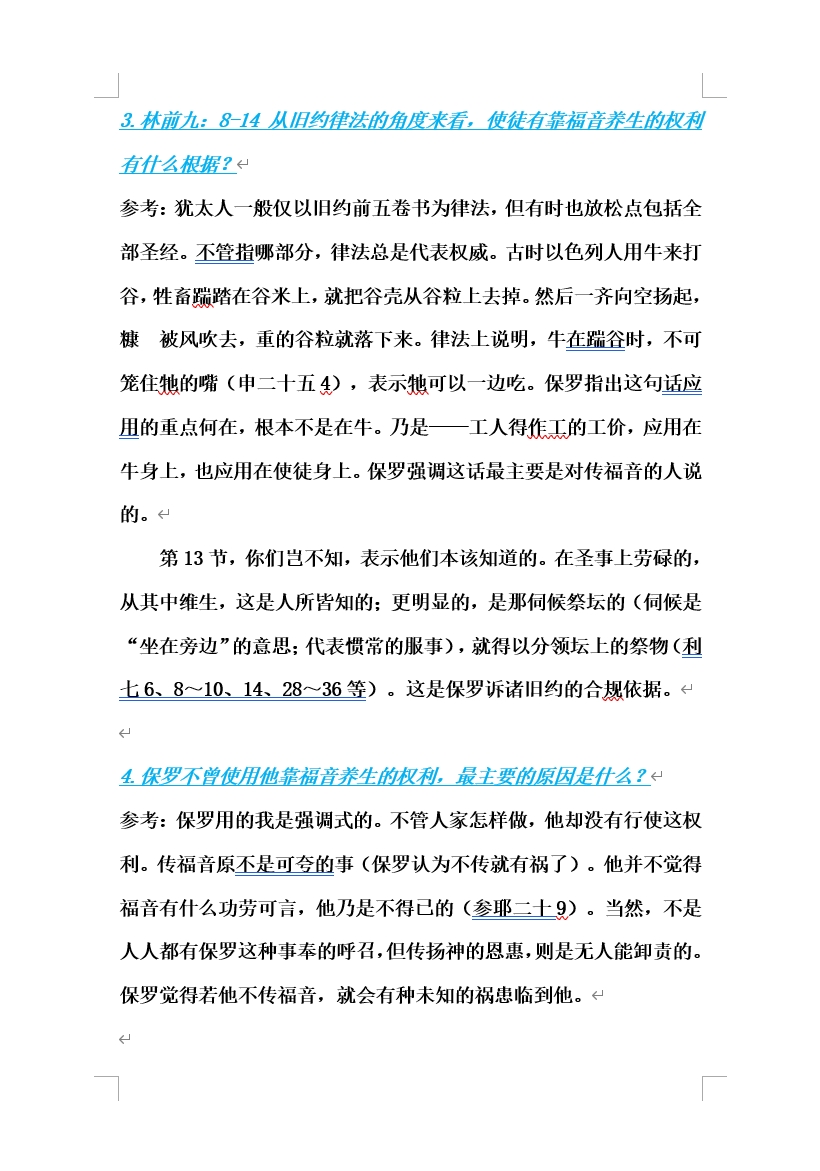 3.林前九：8-14 从旧约律法的角度来看，使徒有靠福音养生的权利
有什么根据？
参考：犹太人一般仅以旧约前五卷书为律法，但有时也放松点包括全
部圣经。不管指哪部分，律法总是代表权威。古时以色列人用牛来打
谷，牲畜踹踏在谷米上，就把谷壳从谷粒上去掉。然后一齐向空扬起，
糠　被风吹去，重的谷粒就落下来。律法上说明，牛在踹谷时，不可
笼住牠的嘴（申二十五 4），表示牠可以一边吃。保罗指出这句话应
用的重点何在，根本不是在牛。乃是——工人得作工的工价，应用在
牛身上，也应用在使徒身上。保罗强调这话最主要是对传福音的人说
的。
第 13 节，你们岂不知，表示他们本该知道的。在圣事上劳碌的，
从其中维生，这是人所皆知的；更明显的，是那伺候祭坛的（伺候是
“坐在旁边”的意思；代表惯常的服事），就得以分领坛上的祭物（利
七 6、8～10、14、28～36 等）。这是保罗诉诸旧约的合规依据。
4.保罗不曾使用他靠福音养生的权利，最主要的原因是什么？
参考：保罗用的我是强调式的。不管人家怎样做，他却没有行使这权
利。传福音原不是可夸的事（保罗认为不传就有祸了）。他并不觉得
福音有什么功劳可言，他乃是不得已的（参耶二十 9）。当然，不是
人人都有保罗这种事奉的呼召，但传扬神的恩惠，则是无人能卸责的。
保罗觉得若他不传福音，就会有种未知的祸患临到他。